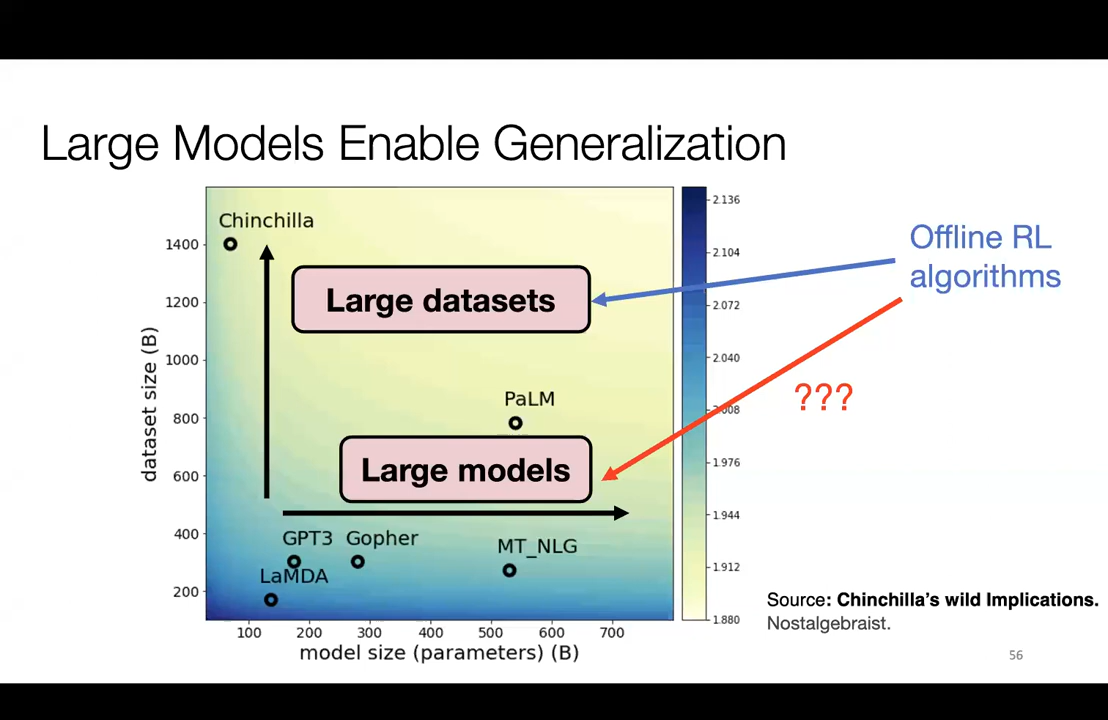 Large Models Enable Generalization
Chinchilla
Large datasets
PaLM
Large models
GPT3
Gopher
MT_NLG
LaMDA
dataset size (B)
1400
1200
1000
800
600
400
200
100
200
300
400
500
600
700
model size (parameters) (B)
2.136
2.104
2.072
2.040
2.008
1.976
1.944
1.912
1.880
Offline RL
algorithms
???
Source: Chinchilla's wild Implications.
Nostalgebraist.
56